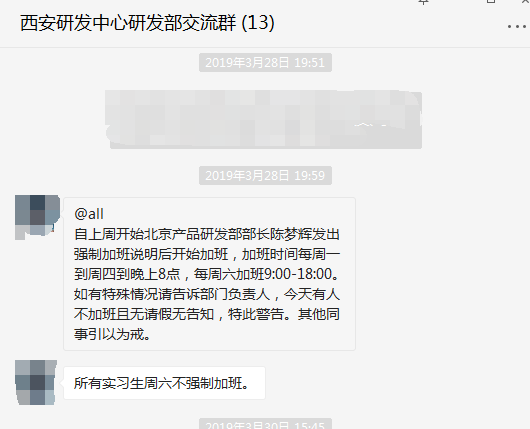 西安研发中心研发部交流群 (13)
2019年3月28日 19:51
2019年3月28日 19:59
@all
自上周开始北京产品研发部部长陈梦辉发出
强制加班说明后开始加班，加班时间每周一
到周四到晚上8点，每周六加班9:00-18:00。
如有特殊情况请告诉部门负责人，今天有人
不加班且无请假无告知，特此警告。其他同
事引以为戒。
所有实习生周六不强制加班。
2019年3月30日 15:45